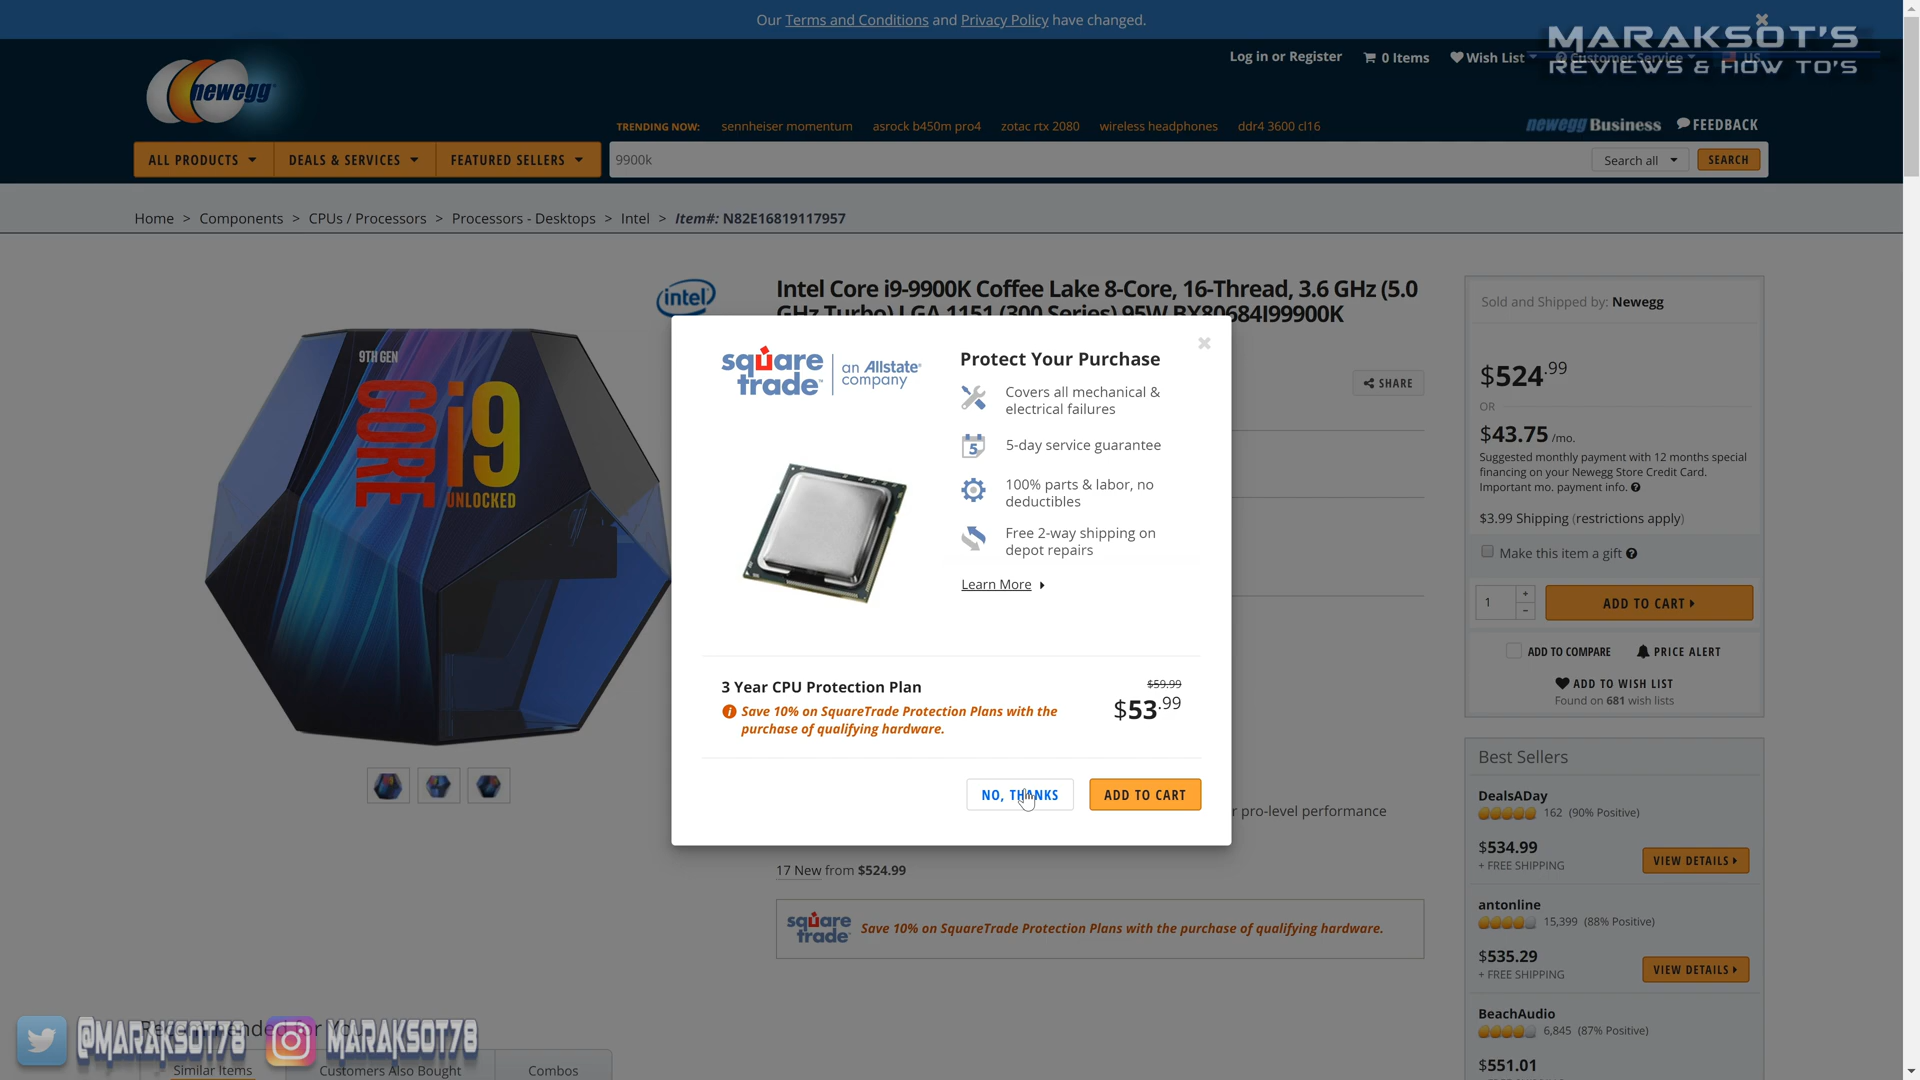 Our Terms and Conditions and Privacy Policy have changed.
MARAKSOT'S
REVIEWS & HOW TO'S
Log in or Register
0 Items
Wish List
Customer Service
US
newegg
TRENDING NOW:
sennheiser momentum
asrock b450m pro4
zotac rtx 2080
wireless headphones
ddr4 3600 cl16
newegg Business
FEEDBACK
ALL PRODUCTS
DEALS & SERVICES
FEATURED SELLERS
9900k
Search all
SEARCH
Home > Components > CPUs / Processors > Processors - Desktops > Intel > Item#: N82E16819117957
intel
Intel Core i9-9900K Coffee Lake 8-Core, 16-Thread, 3.6 GHz (5.0
GHz Turbo) LGA 1151 (300 Series) 95W BX80684I99900K
SHARE
9TH GEN
CORE i9
UNLOCKED
square trade
an Allstate company
Protect Your Purchase
Covers all mechanical &
electrical failures
5
5-day service guarantee
100% parts & labor, no
deductibles
Free 2-way shipping on
depot repairs
Learn More
3 Year CPU Protection Plan
$59.99
$53.99
Save 10% on SquareTrade Protection Plans with the
purchase of qualifying hardware.
NO, THANKS
ADD TO CART
r pro-level performance
17 New from $524.99
square trade
Save 10% on SquareTrade Protection Plans with the purchase of qualifying hardware.
Sold and Shipped by: Newegg
$524.99
OR
$43.75 /mo.
Suggested monthly payment with 12 months special
financing on your Newegg Store Credit Card.
Important mo. payment info.
$3.99 Shipping (restrictions apply)
Make this item a gift
1
ADD TO CART
ADD TO COMPARE
PRICE ALERT
ADD TO WISH LIST
Found on 681 wish lists
Best Sellers
DealsADay
162 (90% Positive)
$534.99
+ FREE SHIPPING
VIEW DETAILS
antonline
15,399 (88% Positive)
$535.29
+ FREE SHIPPING
VIEW DETAILS
BeachAudio
6,845 (87% Positive)
$551.01
Recommended for You
@MARAKSOT78
MARAKSOT78
Similar Items
Customers Also Bought
Combos